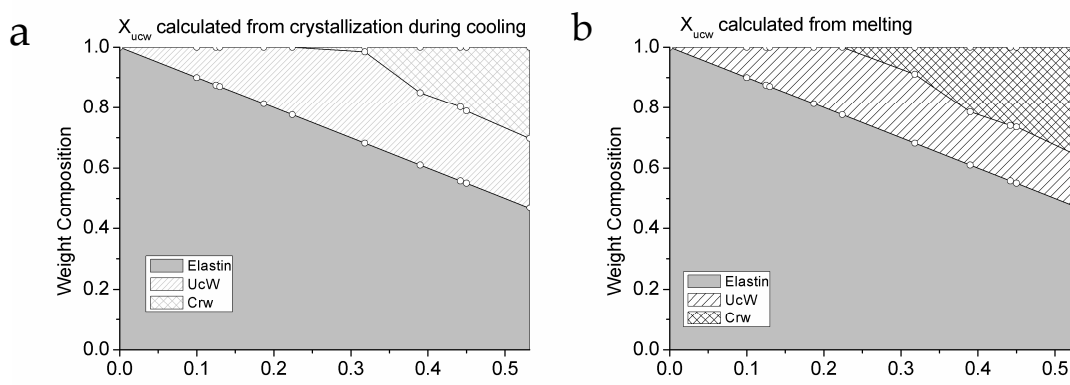 a
X_ucw calculated from crystallization during cooling
1.0
0.8
0.6
0.4
0.2
0.0
Weight Composition
Elastin
UcW
Crw
0.0 0.1 0.2 0.3 0.4 0.5
b
X_ucw calculated from melting
1.0
0.8
0.6
0.4
0.2
0.0
Weight Composition
Elastin
UcW
Crw
0.0 0.1 0.2 0.3 0.4 0.5